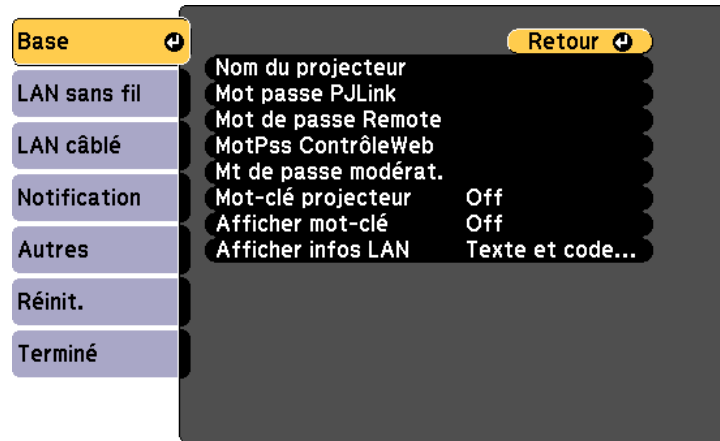 Base
LAN sans fil
LAN câblé
Notification
Autres
Réinit.
Terminé
Retour
Nom du projecteur
Mot passe PJLink
Mot de passe Remote
MotPss ContrôleWeb
Mt de passe modérat.
Mot-clé projecteur Off
Afficher mot-clé Off
Afficher infos LAN Texte et code...